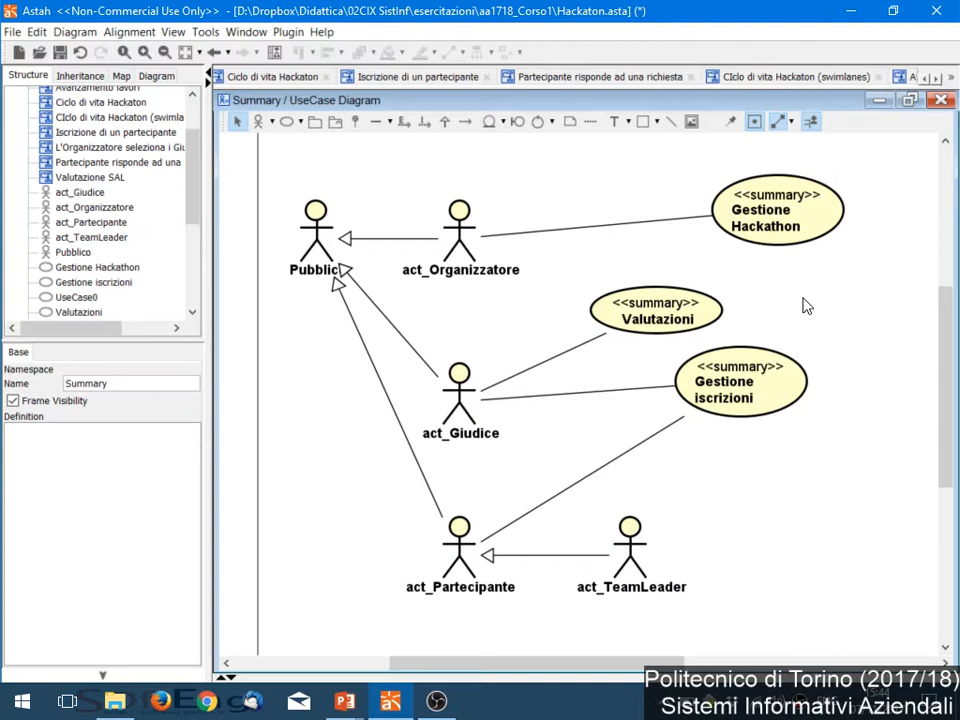 Astah <<Non-Commercial Use Only>> - [D:\Dropbox\Didattica\02CIX SistInf\esercitazioni\aa1718_Corso1\Hackaton.asta] (*)
File Edit Diagram Alignment View Tools Window Plugin Help
Structure Inheritance Map Diagram
Ciclo di vita Hackaton
Iscrizione di un partecipante
Partecipante risponde ad una richiesta
CIclo di vita Hackaton (swimlanes)
A
Avanzamento lavori
Ciclo di vita Hackaton
CIclo di vita Hackaton (swimla
Iscrizione di un partecipante
L'Organizzatore seleziona i Giu
Partecipante risponde ad una
Valutazione SAL
act_Giudice
act_Organizzatore
act_Partecipante
act_TeamLeader
Pubblico
Gestione Hackathon
Gestione iscrizioni
UseCase0
Valutazioni
Base
Namespace
Name Summary
Frame Visibility
Definition
Summary / UseCase Diagram
T
<<summary>>
Gestione
Hackathon
Pubblic
act_Organizzatore
<<summary>>
Valutazioni
<<summary>>
Gestione
iscrizioni
act_Giudice
act_Partecipante
act_TeamLeader
Politecnico di Torino (2017/18)
Sistemi Informativi Aziendali